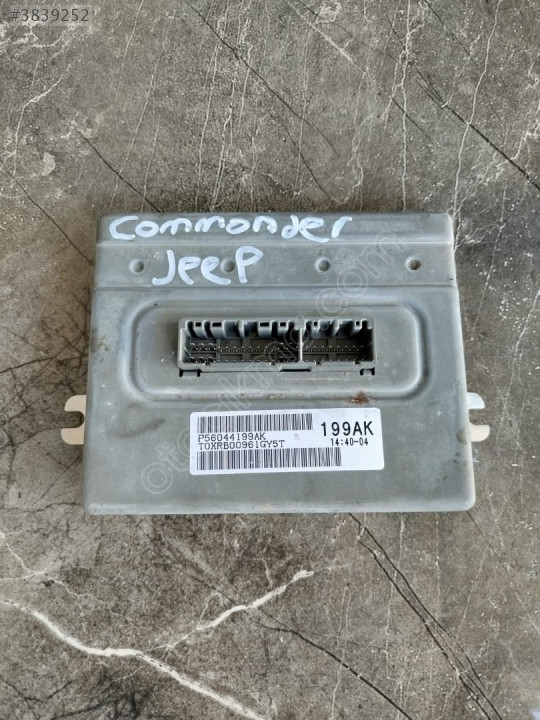 #3839252
Commonder
Jeep
P56044199AK
T0XRB00961GY5T
199AK
14:40-04